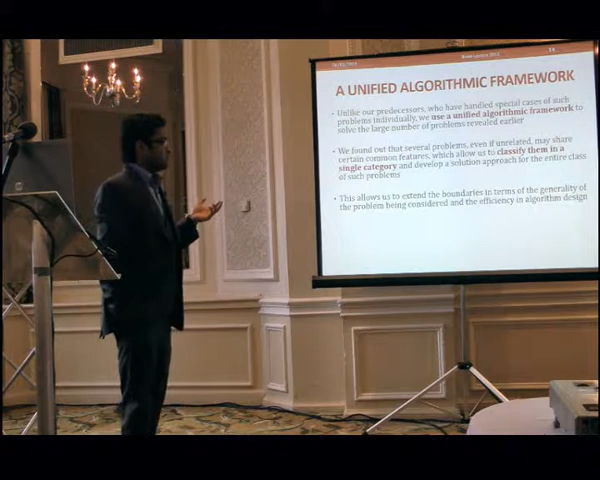 A UNIFIED ALGORITHMIC FRAMEWORK
• Unlike our predecessors, who have handled special cases of such
problems individually, we use a unified algorithmic framework to
solve the large number of problems revealed earlier
• We found out that several problems, even if unrelated, may share
certain common features, which allow us to classify them in a
single category and develop a solution approach for the entire class
of such problems
• This allows us to extend the boundaries in terms of the generality of
the problem being considered and the efficiency in algorithm design